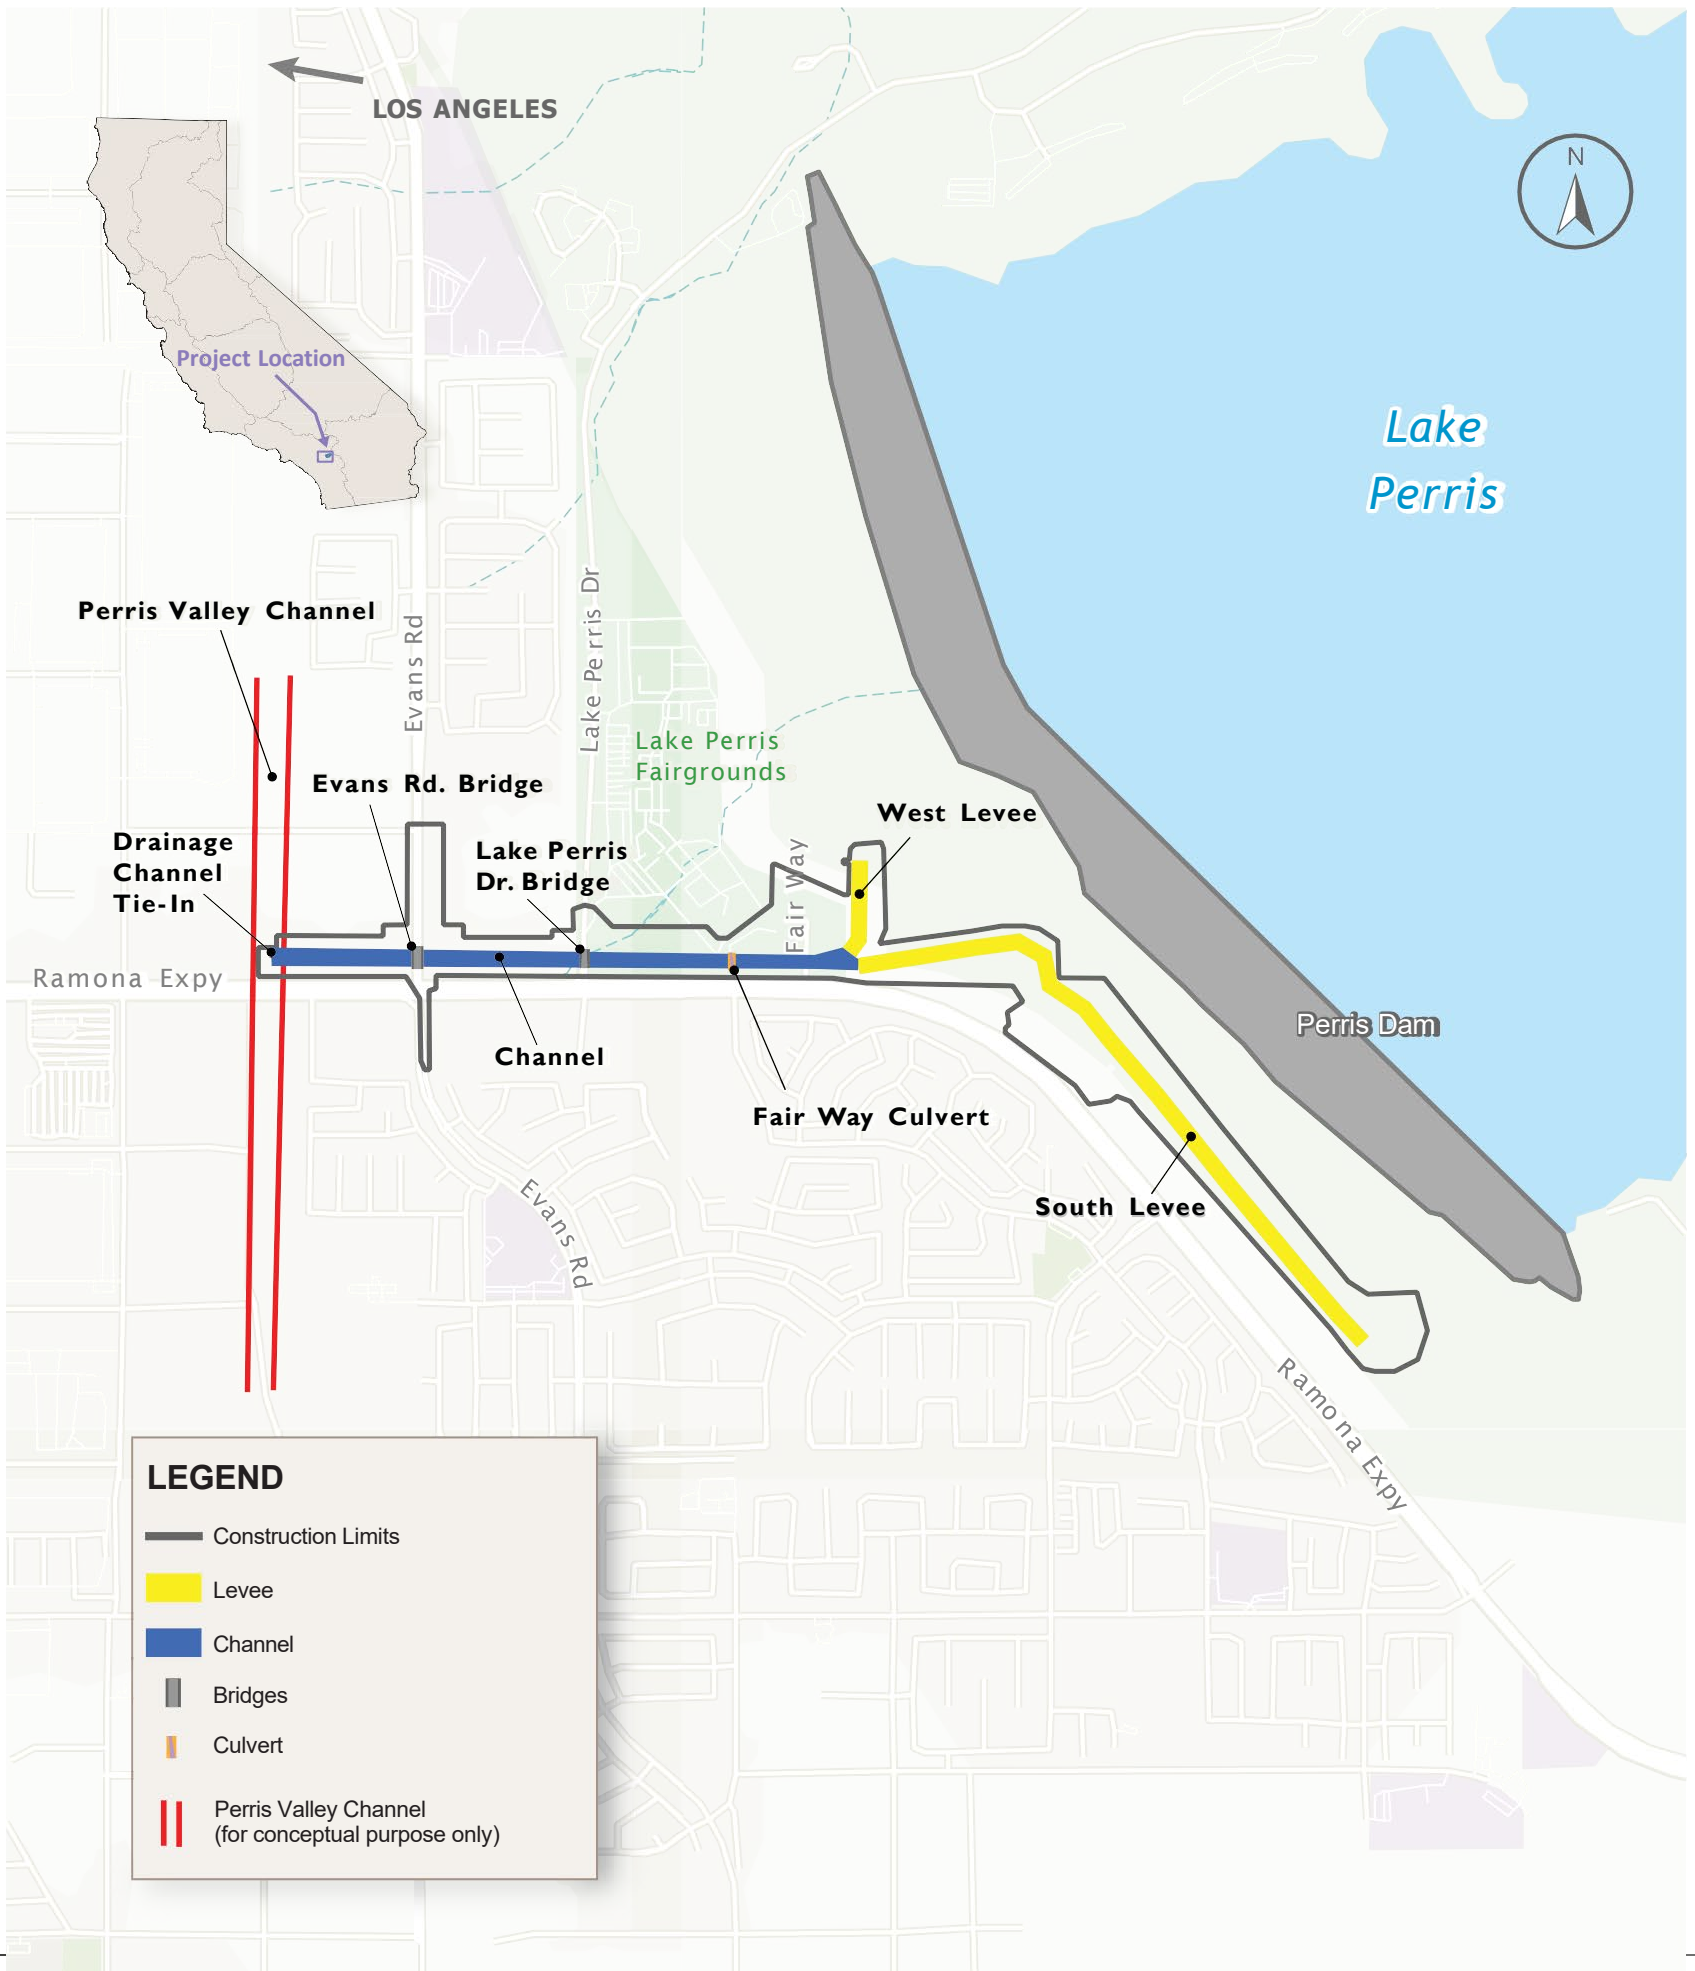 LOS ANGELES
N
Project Location
Lake
Perris
Perris Valley Channel
Evans Rd
Lake Perris Dr
Lake Perris
Fairgrounds
Evans Rd. Bridge
West Levee
Drainage
Channel
Tie-In
Lake Perris
Dr. Bridge
Fair Way
Ramona Expy
Perris Dam
Channel
Fair Way Culvert
South Levee
Evans Rd
Ramona Expy
LEGEND
Construction Limits
Levee
Channel
Bridges
Culvert
Perris Valley Channel
(for conceptual purpose only)